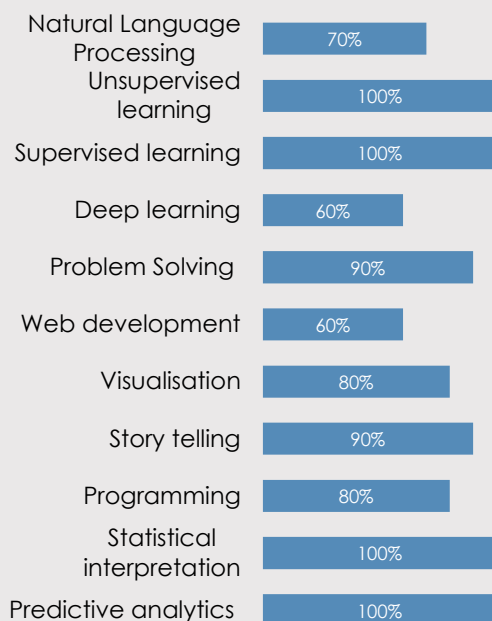 Natural Language
Processing
70%
Unsupervised
learning
100%
Supervised learning
100%
Deep learning
60%
Problem Solving
90%
Web development
60%
Visualisation
80%
Story telling
90%
Programming
80%
Statistical
interpretation
100%
Predictive analytics
100%